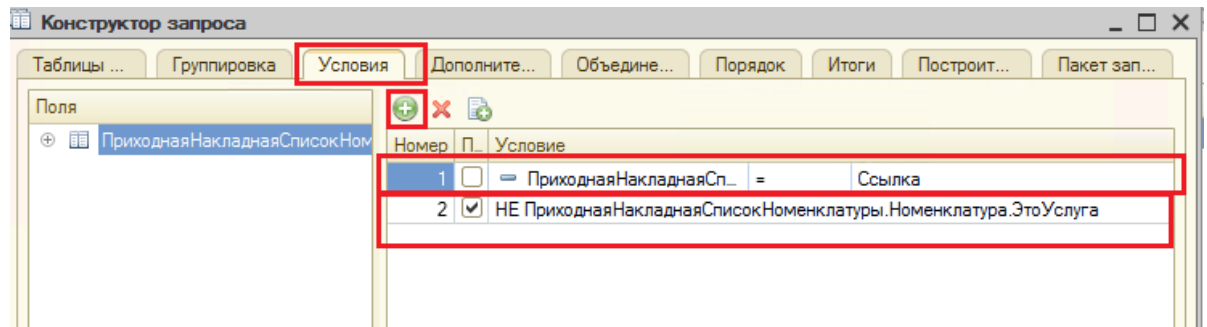 Конструктор запроса
Таблицы ... Группировка Условия Дополните... Объедине... Порядок Итоги Построит... Пакет зап...
Поля
ПриходнаяНакладнаяСписокНом
Номер П... Условие
1 ПриходнаяНакладнаяСп... = Ссылка
2 НЕ ПриходнаяНакладнаяСписокНоменклатуры.Номенклатура.ЭтоУслуга